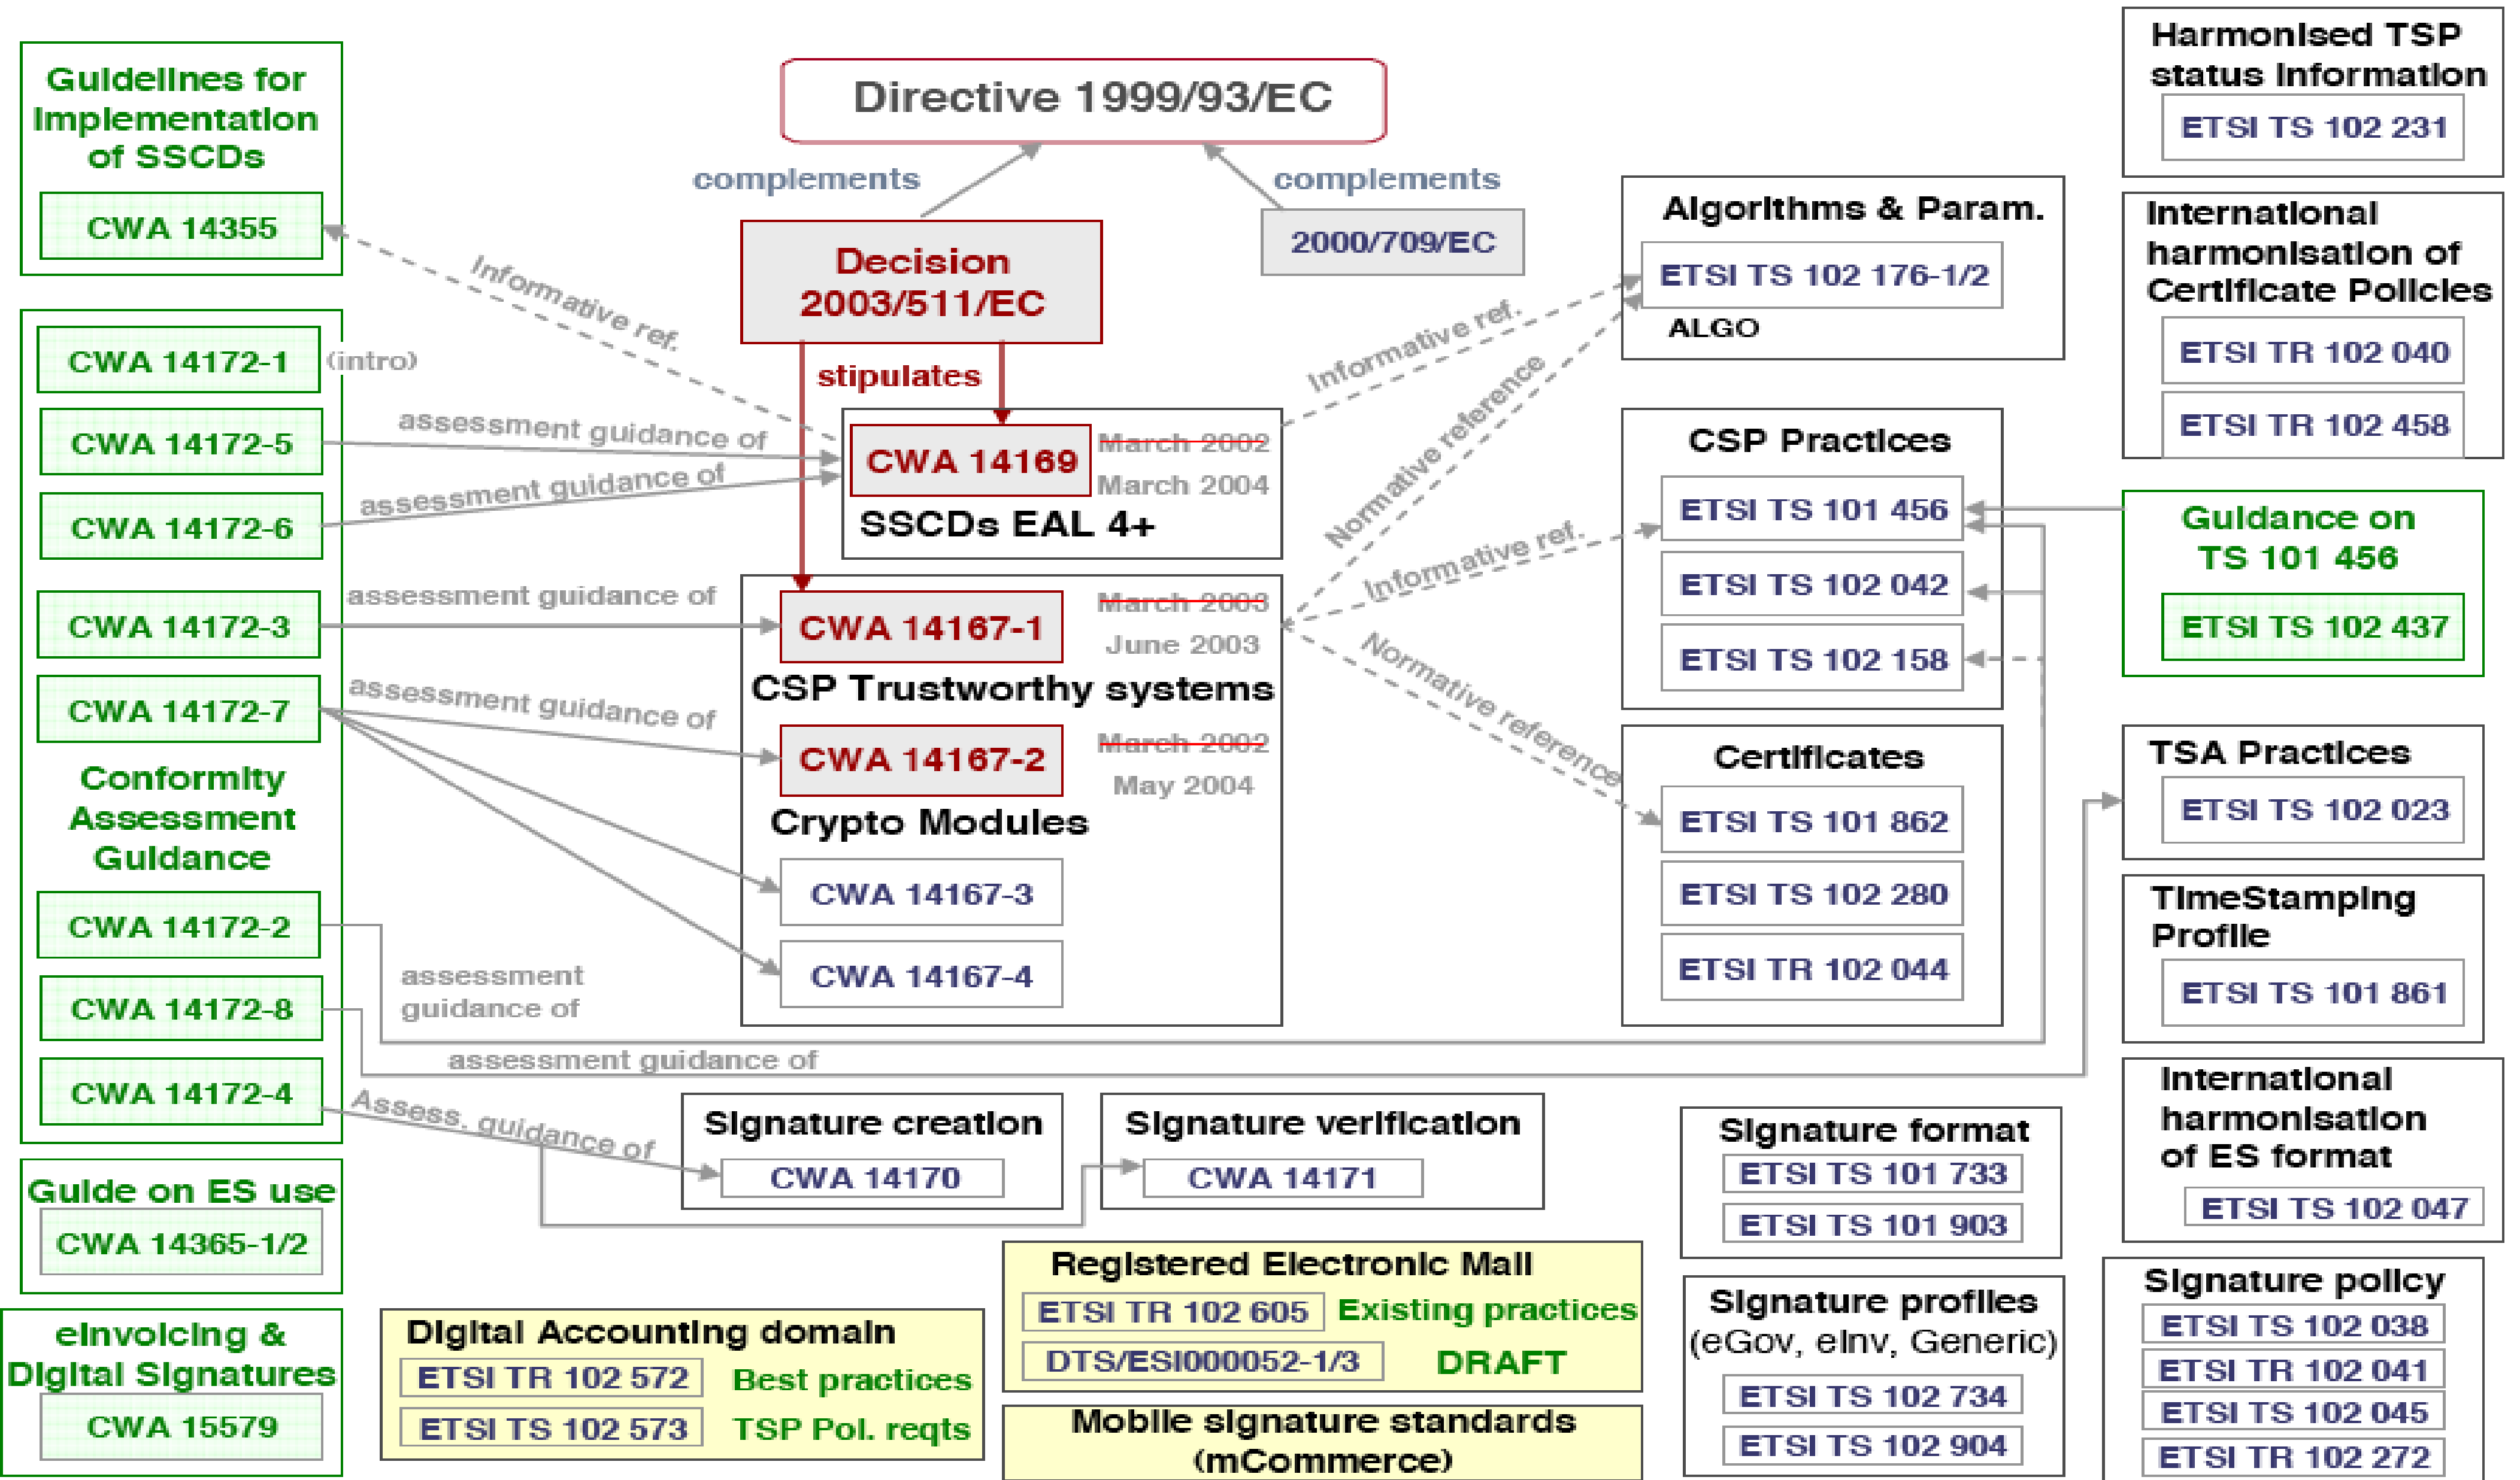 Guidelines for
Implementation
of SSCDs
CWA 14355
CWA 14172-1
(intro)
CWA 14172-5
CWA 14172-6
CWA 14172-3
CWA 14172-7
Conformity
Assessment
Guidance
CWA 14172-2
CWA 14172-8
CWA 14172-4
Guide on ES use
CWA 14365-1/2
eInvoicing &
Digital Signatures
CWA 15579
Directive 1999/93/EC
complements
complements
Decision
2003/511/EC
2000/709/EC
stipulates
Informative ref.
assessment guidance of
assessment guidance of
assessment guidance of
assessment guidance of
assessment
guidance of
assessment guidance of
Assess. guidance of
CWA 14169
March 2002
March 2004
SSCDs EAL 4+
CWA 14167-1
March 2003
June 2003
CSP Trustworthy systems
CWA 14167-2
March 2002
May 2004
Crypto Modules
CWA 14167-3
CWA 14167-4
Informative ref.
Normative reference
Informative ref.
Normative reference
Algorithms & Param.
ETSI TS 102 176-1/2
ALGO
CSP Practices
ETSI TS 101 456
ETSI TS 102 042
ETSI TS 102 158
Certificates
ETSI TS 101 862
ETSI TS 102 280
ETSI TR 102 044
Harmonised TSP
status Information
ETSI TS 102 231
International
harmonisation of
Certificate Policies
ETSI TR 102 040
ETSI TR 102 458
Guidance on
TS 101 456
ETSI TS 102 437
TSA Practices
ETSI TS 102 023
TimeStamping
Profile
ETSI TS 101 861
International
harmonisation
of ES format
ETSI TS 102 047
Signature creation
CWA 14170
Signature verification
CWA 14171
Signature format
ETSI TS 101 733
ETSI TS 101 903
Signature profiles
(eGov, eInv, Generic)
ETSI TS 102 734
ETSI TS 102 904
Signature policy
ETSI TS 102 038
ETSI TR 102 041
ETSI TS 102 045
ETSI TR 102 272
Digital Accounting domain
ETSI TR 102 572
Best practices
ETSI TS 102 573
TSP Pol. reqts
Registered Electronic Mail
ETSI TR 102 605
Existing practices
DTS/ESI000052-1/3
DRAFT
Mobile signature standards
(mCommerce)